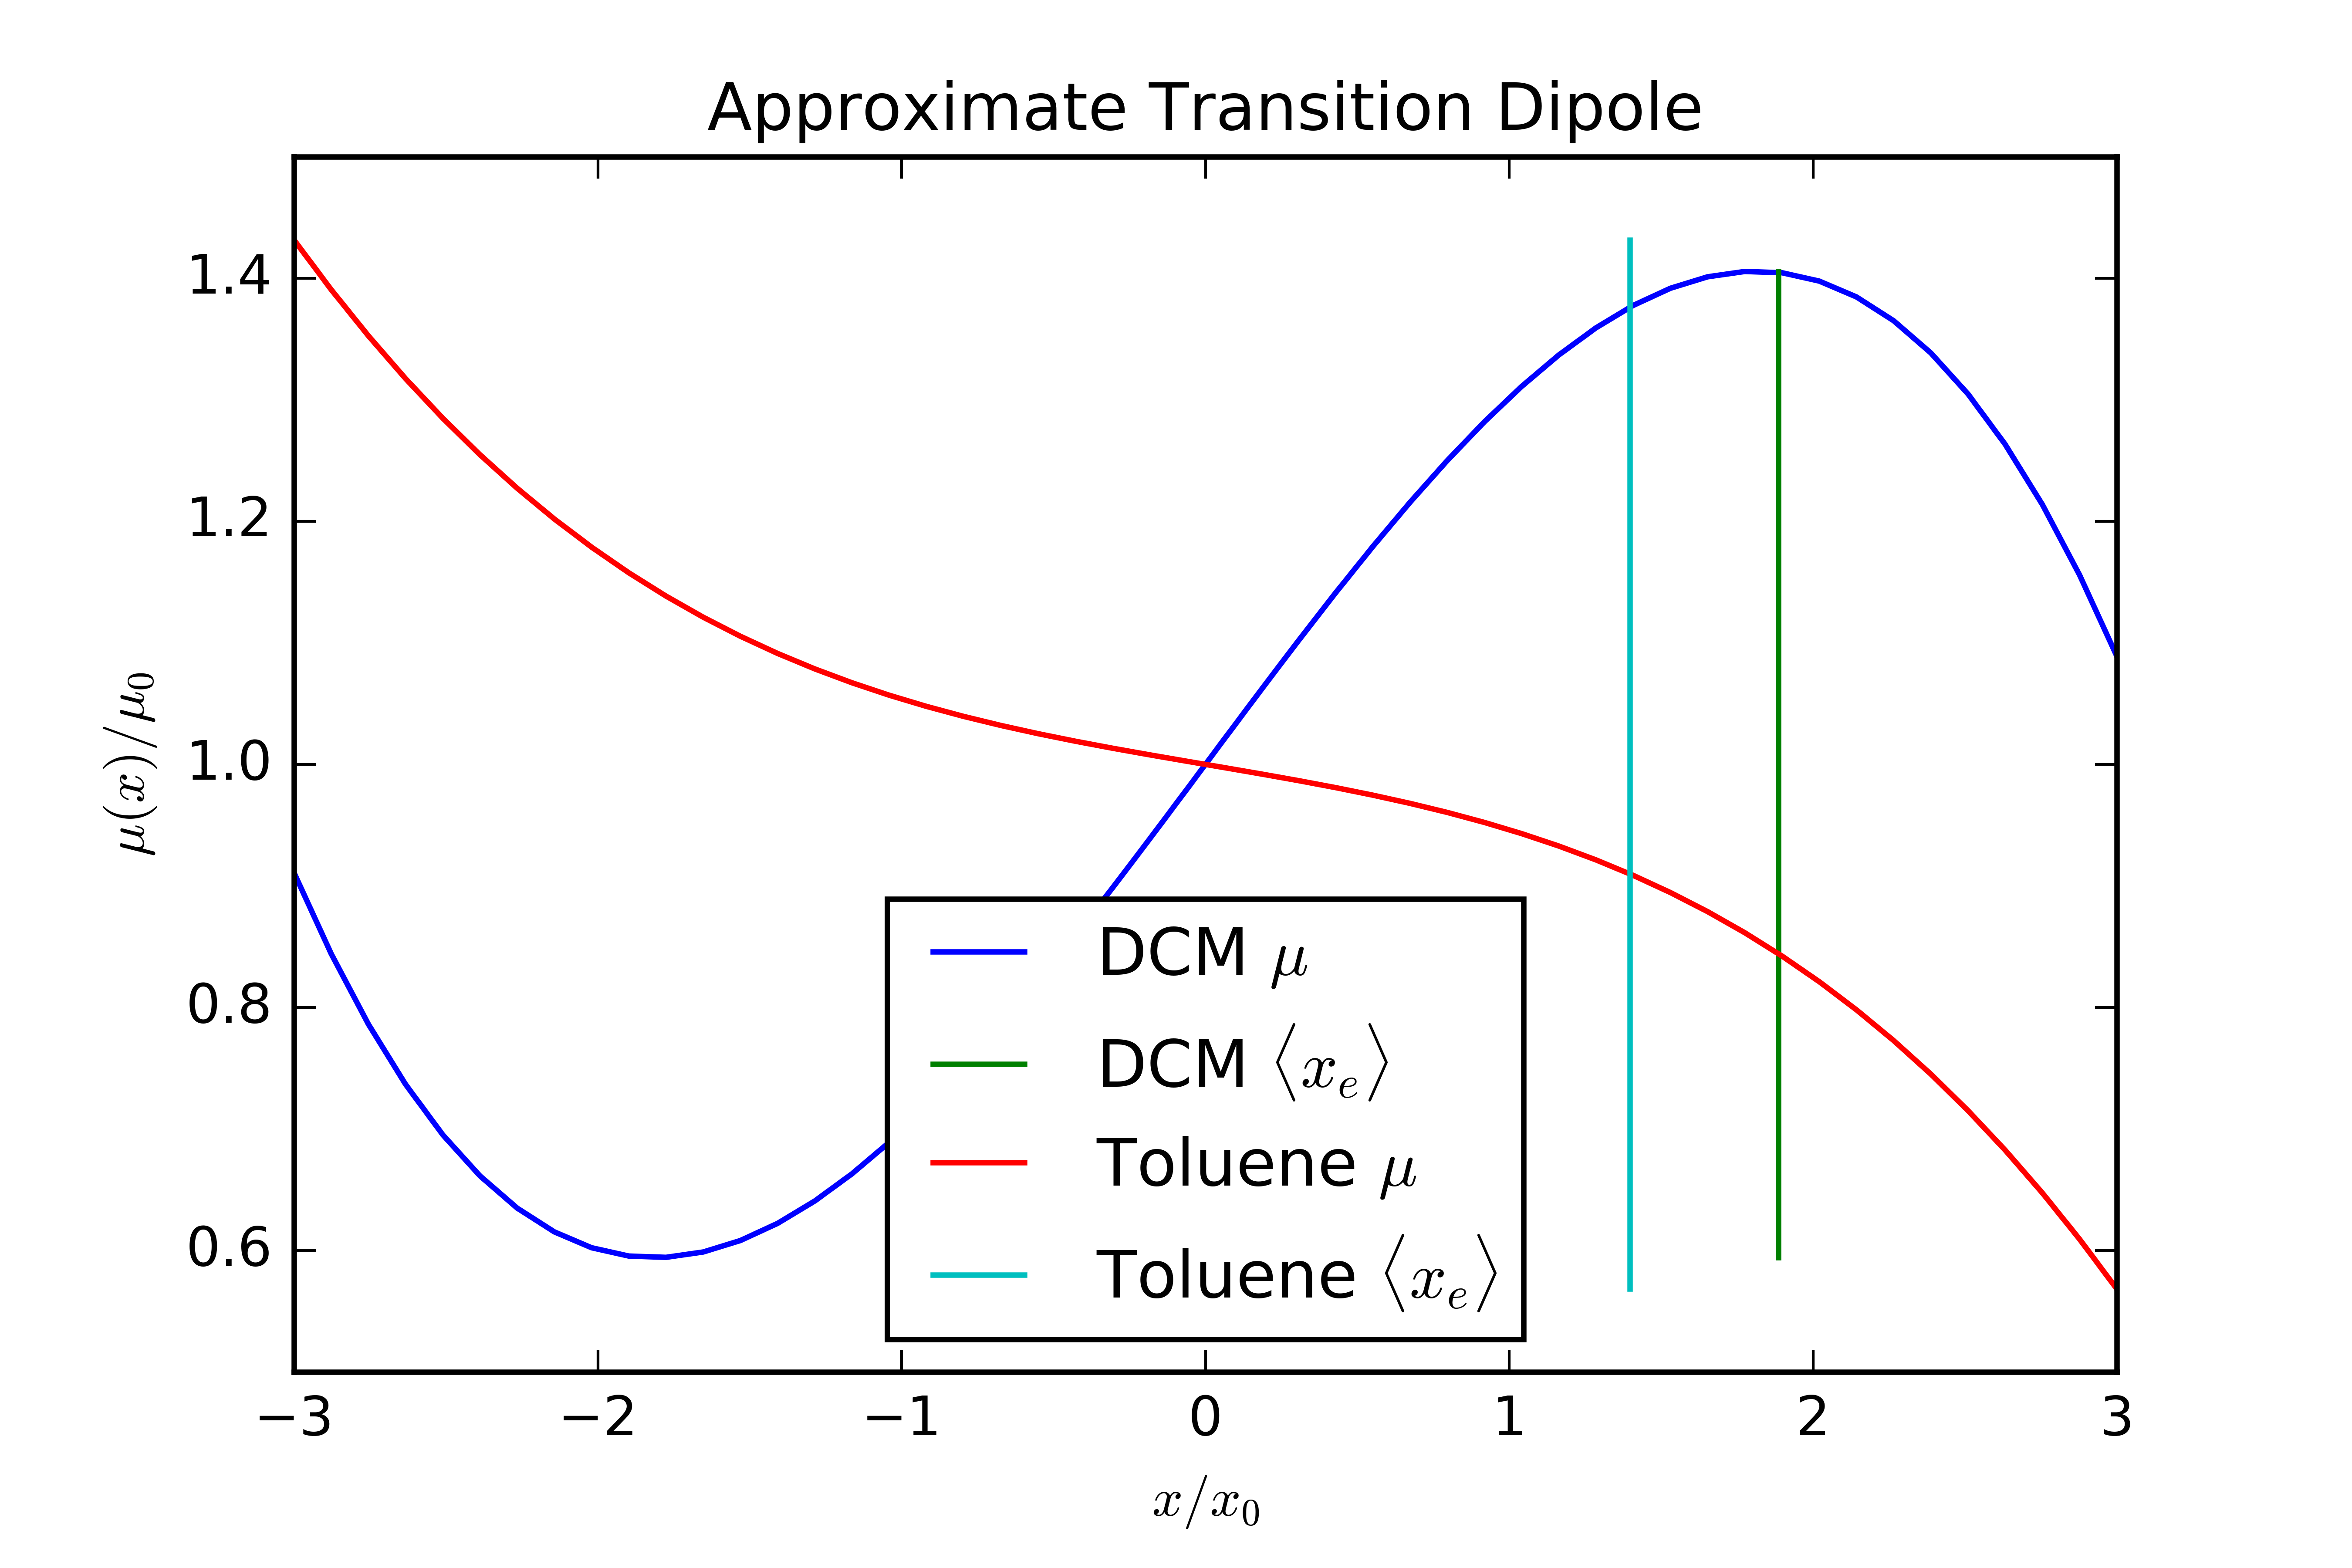 Approximate Transition Dipole
1.4
1.2
1.0
0.8
0.6
μ(x)/μ₀
DCM μ
DCM ⟨xₑ⟩
Toluene μ
Toluene ⟨xₑ⟩
−3 −2 −1 0 1 2 3
x/x₀